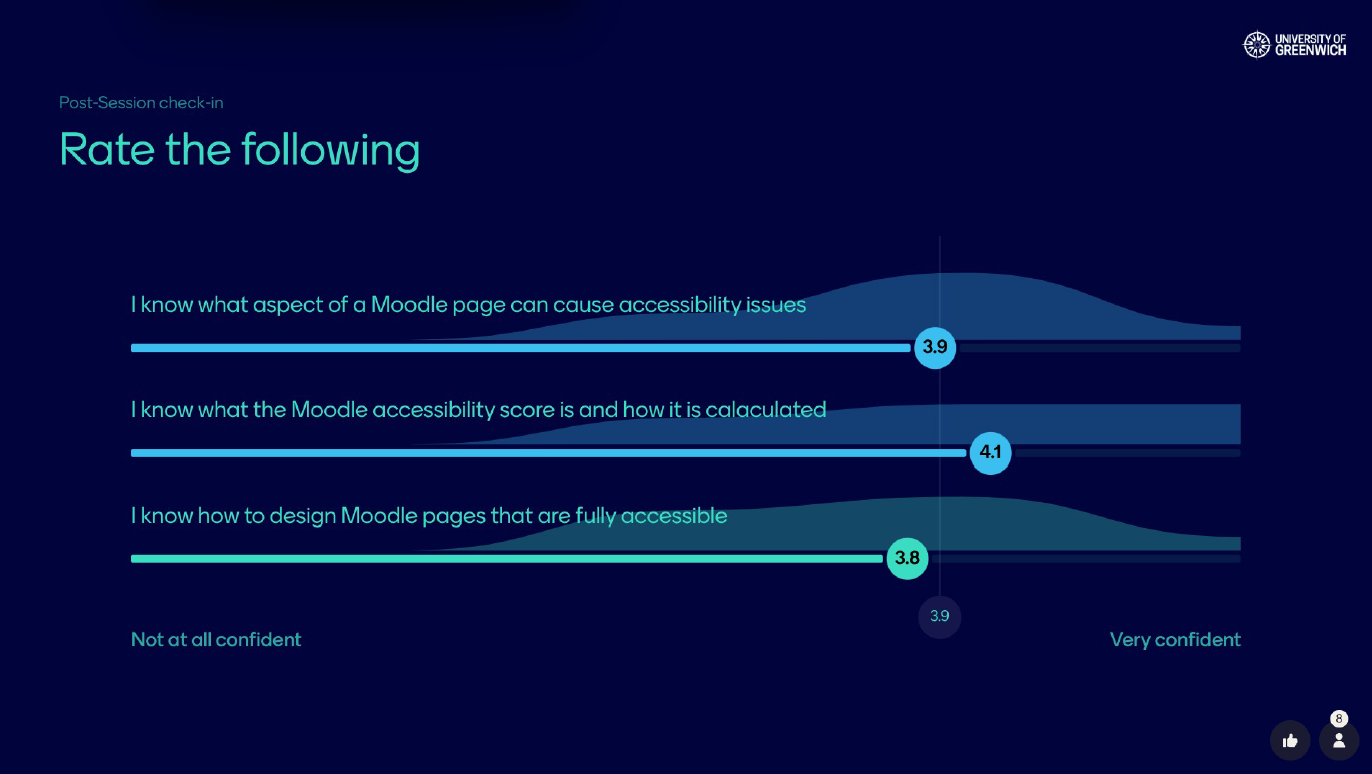 UNIVERSITY OF
GREENWICH
Post-Session check-in
Rate the following
I know what aspect of a Moodle page can cause accessibility issues
3.9
I know what the Moodle accessibility score is and how it is calaculated
4.1
I know how to design Moodle pages that are fully accessible
3.8
3.9
Not at all confident
Very confident
8